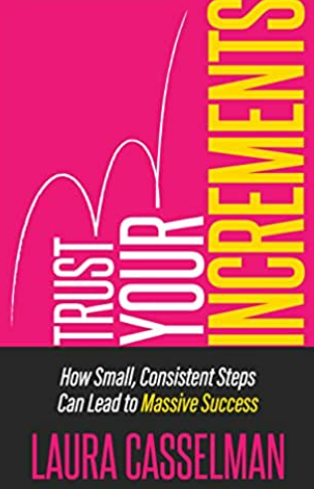 TRUST
YOUR
INCREMENTS
How Small, Consistent Steps
Can Lead to Massive Success
LAURA CASSELMAN